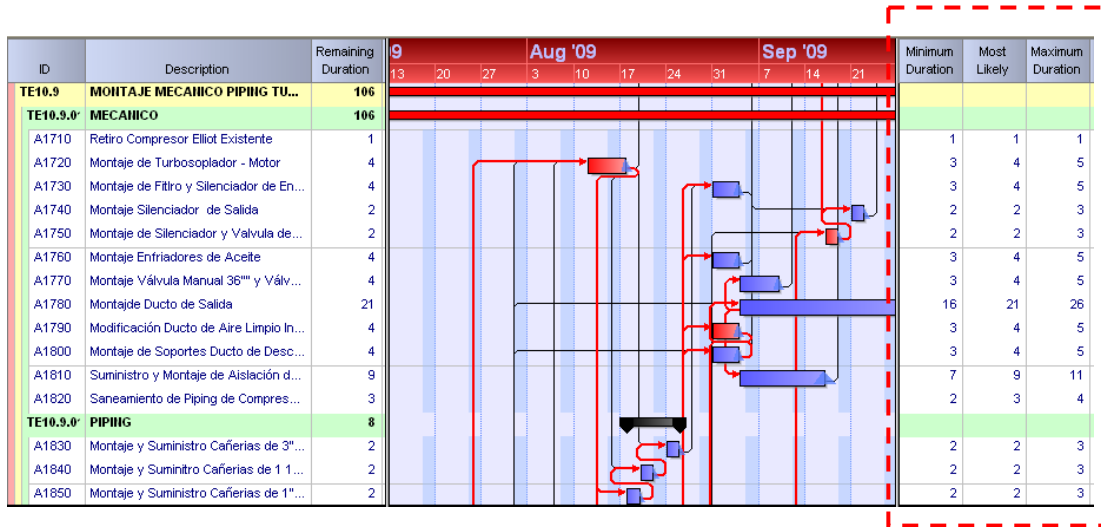 ID Description Remaining Duration 9 Aug '09 Sep '09 Minimum Duration Most Likely Maximum Duration
13 20 27 3 10 17 24 31 7 14 21
TE10.9 MONTAJE MECANICO PIPING TU... 106
TE10.9.0 MECANICO 106
A1710 Retiro Compresor Elliot Existente 1 1 1 1
A1720 Montaje de Turbosoplador - Motor 4 3 4 5
A1730 Montaje de Fitlro y Silenciador de En... 4 3 4 5
A1740 Montaje Silenciador de Salida 2 2 2 3
A1750 Montaje de Silenciador y Valvula de... 2 2 2 3
A1760 Montaje Enfriadores de Aceite 4 3 4 5
A1770 Montaje Válvula Manual 36"" y Válv... 4 3 4 5
A1780 Montajde Ducto de Salida 21 16 21 26
A1790 Modificación Ducto de Aire Limpio In... 4 3 4 5
A1800 Montaje de Soportes Ducto de Desc... 4 3 4 5
A1810 Suministro y Montaje de Aislación d... 9 7 9 11
A1820 Saneamiento de Piping de Compres... 3 2 3 4
TE10.9.0 PIPING 8
A1830 Montaje y Suministro Cañerias de 3"... 2 2 2 3
A1840 Montaje y Suminitro Cañerias de 1 1... 2 2 2 3
A1850 Montaje y Suministro Cañerias de 1"... 2 2 2 3